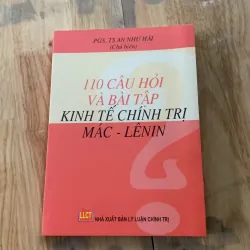 PGS, TS AN NHƯ HẢI
(Chủ biên)
110 CÂU HỎI
VÀ BÀI TẬP
KINH TẾ CHÍNH TRỊ
MÁC - LÊNIN
LLCT
NHÀ XUẤT BẢN LÝ LUẬN CHÍNH TRỊ